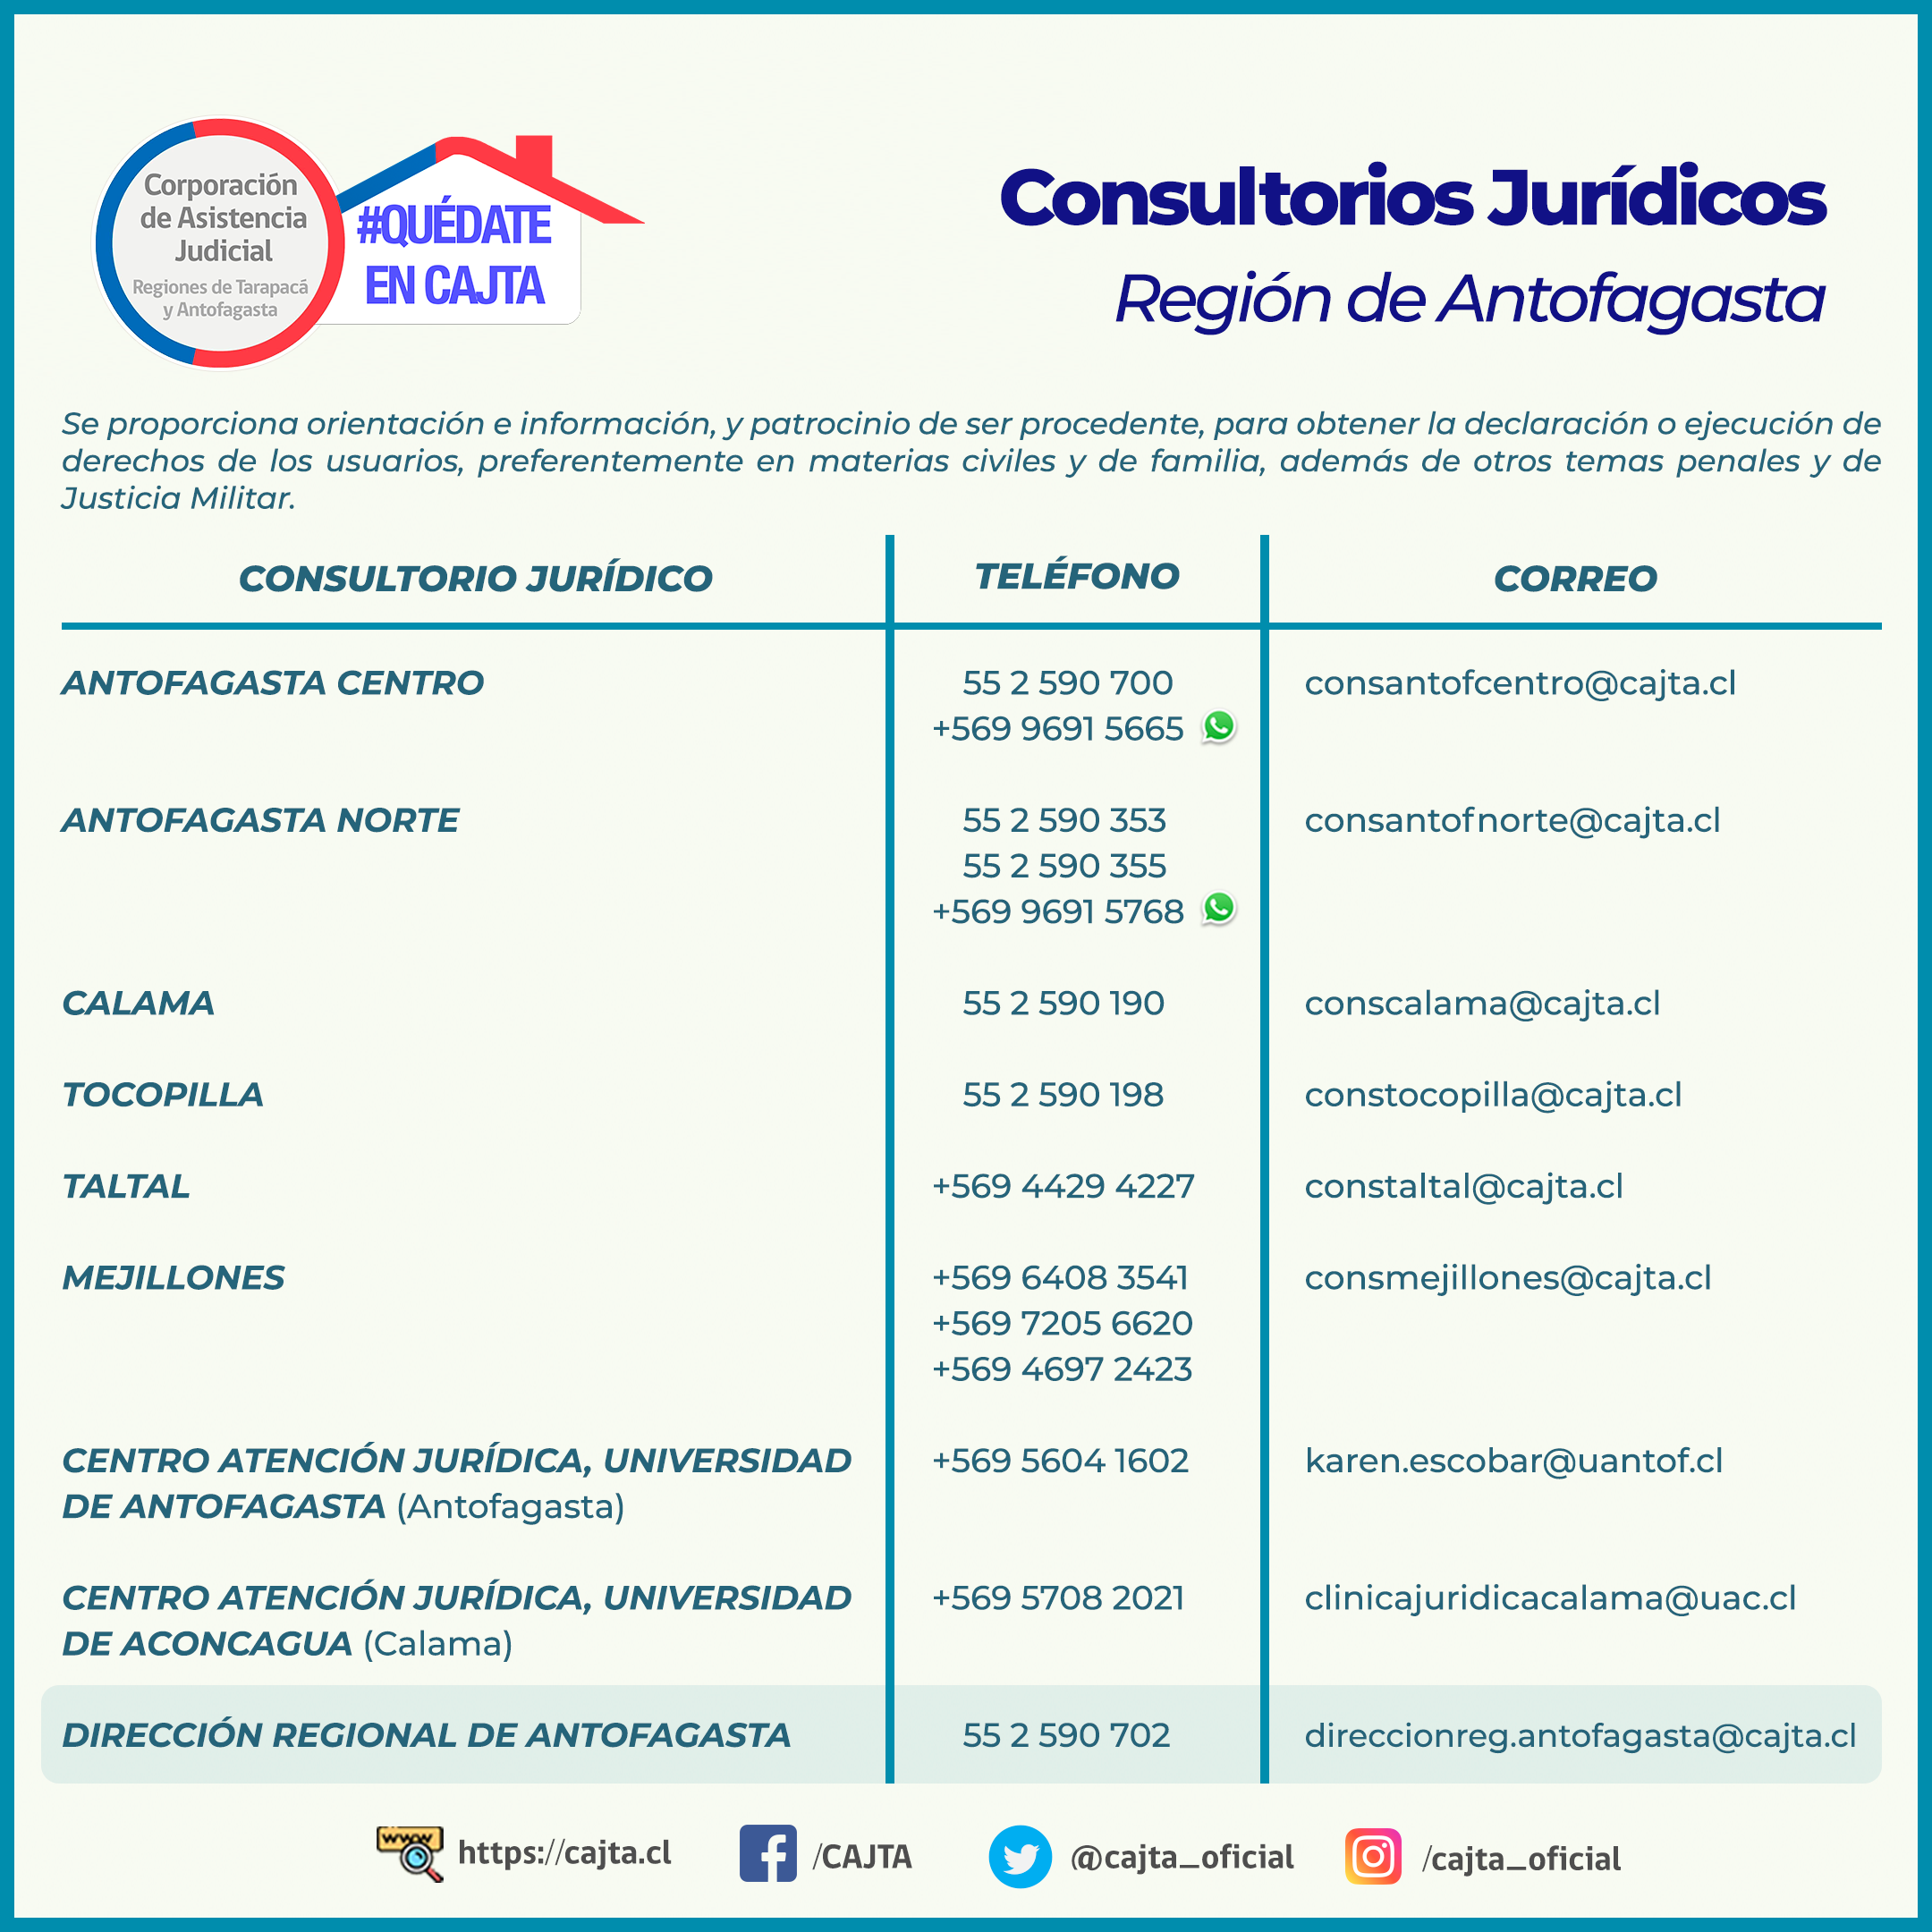 Corporación
de Asistencia
Judicial
Regiones de Tarapacá
y Antofagasta
#QUÉDATE
EN CAJTA
Consultorios Jurídicos
Región de Antofagasta
Se proporciona orientación e información, y patrocinio de ser procedente, para obtener la declaración o ejecución de
derechos de los usuarios, preferentemente en materias civiles y de familia, además de otros temas penales y de
Justicia Militar.
CONSULTORIO JURÍDICO TELÉFONO CORREO
ANTOFAGASTA CENTRO 55 2 590 700 consantofcentro@cajta.cl
+569 9691 5665
ANTOFAGASTA NORTE 55 2 590 353 consantofnorte@cajta.cl
55 2 590 355
+569 9691 5768
CALAMA 55 2 590 190 conscalama@cajta.cl
TOCOPILLA 55 2 590 198 constocopilla@cajta.cl
TALTAL +569 4429 4227 constaltal@cajta.cl
MEJILLONES +569 6408 3541 consmejillones@cajta.cl
+569 7205 6620
+569 4697 2423
CENTRO ATENCIÓN JURÍDICA, UNIVERSIDAD +569 5604 1602 karen.escobar@uantof.cl
DE ANTOFAGASTA (Antofagasta)
CENTRO ATENCIÓN JURÍDICA, UNIVERSIDAD +569 5708 2021 clinicajuridicacalama@uac.cl
DE ACONCAGUA (Calama)
DIRECCIÓN REGIONAL DE ANTOFAGASTA 55 2 590 702 direccionreg.antofagasta@cajta.cl
www https://cajta.cl /CAJTA @cajta_oficial /cajta_oficial